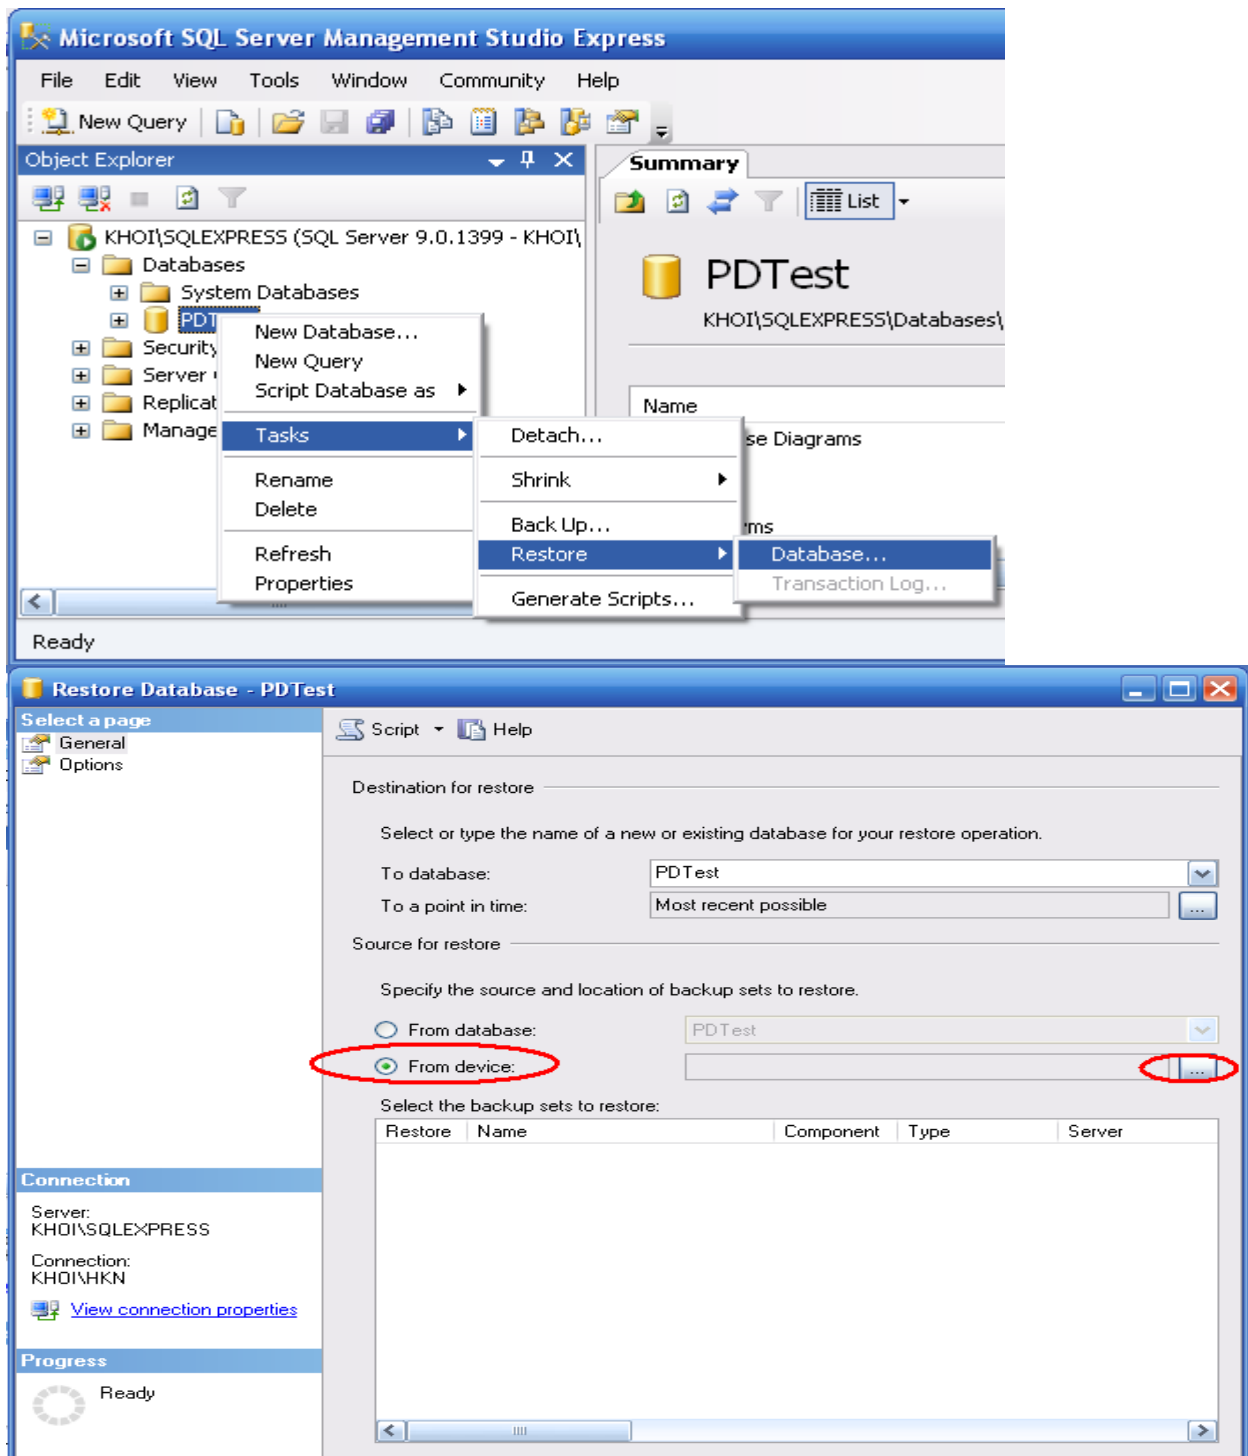 Microsoft SQL Server Management Studio Express
File Edit View Tools Window Community Help
New Query
Object Explorer
Summary
List
KHOI\SQLEXPRESS (SQL Server 9.0.1399 - KHOI\
Databases
System Databases
PDT
Security
Server
Replicat
Manage
PDTest
KHOI\SQLEXPRESS\Databases\
Name
se Diagrams
ms
New Database...
New Query
Script Database as
Tasks
Rename
Delete
Refresh
Properties
Detach...
Shrink
Back Up...
Restore
Generate Scripts...
Database...
Transaction Log...
Ready
Restore Database - PDTest
Select a page
General
Options
Script Help
Destination for restore
Select or type the name of a new or existing database for your restore operation.
To database: PDTest
To a point in time: Most recent possible ...
Source for restore
Specify the source and location of backup sets to restore.
From database: PDTest
From device: ...
Select the backup sets to restore:
Restore Name Component Type Server
Connection
Server:
KHOI\SQLEXPRESS
Connection:
KHOI\HKN
View connection properties
Progress
Ready